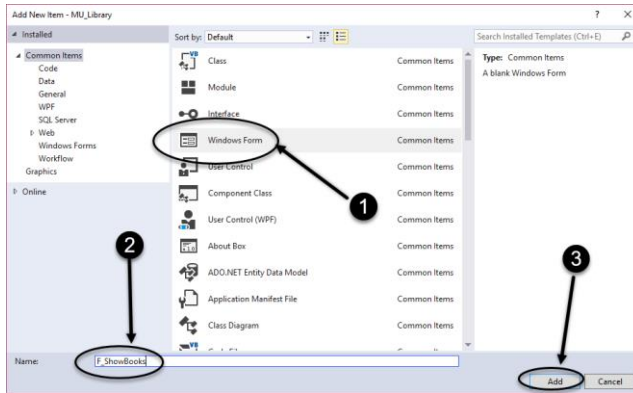 Add New Item - MU_Library ? ×
Installed
Sort by: Default
Search Installed Templates (Ctrl+E)
Common Items
Code
Data
General
WPF
SQL Server
Web
Windows Forms
Workflow
Graphics
Online
Class Common Items
Module Common Items
Interface Common Items
Windows Form Common Items
User Control Common Items
Component Class Common Items
User Control (WPF) Common Items
About Box Common Items
ADO.NET Entity Data Model Common Items
Application Manifest File Common Items
Class Diagram Common Items
Type: Common Items
A blank Windows Form
1
2
3
Name: F_ShowBooks
Add Cancel